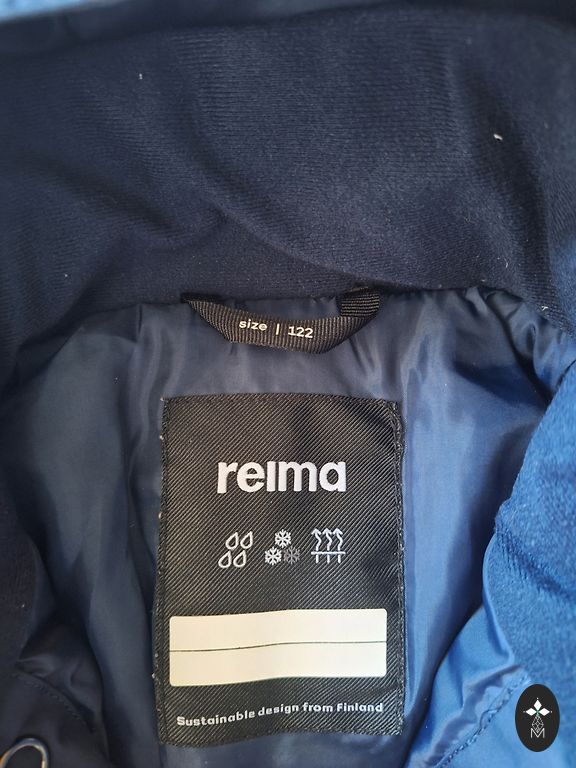 size | 122
reima
Sustainable design from Finland
M